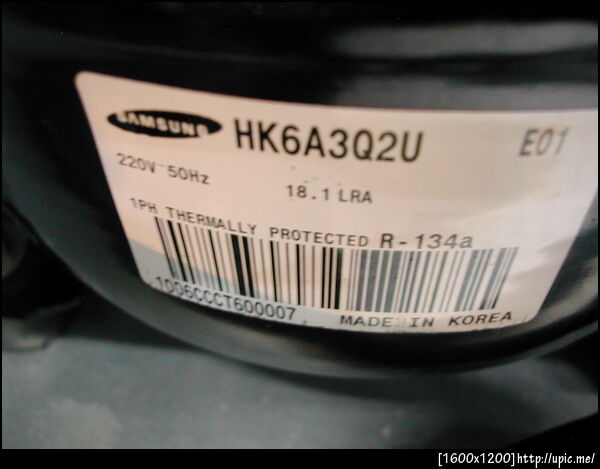 SAMSUNG HK6A3Q2U E01
220V~50Hz 18.1 LRA
1PH THERMALLY PROTECTED R-134a
1006CCCT600007 MADE IN KOREA
[1600x1200]http://upic.me/